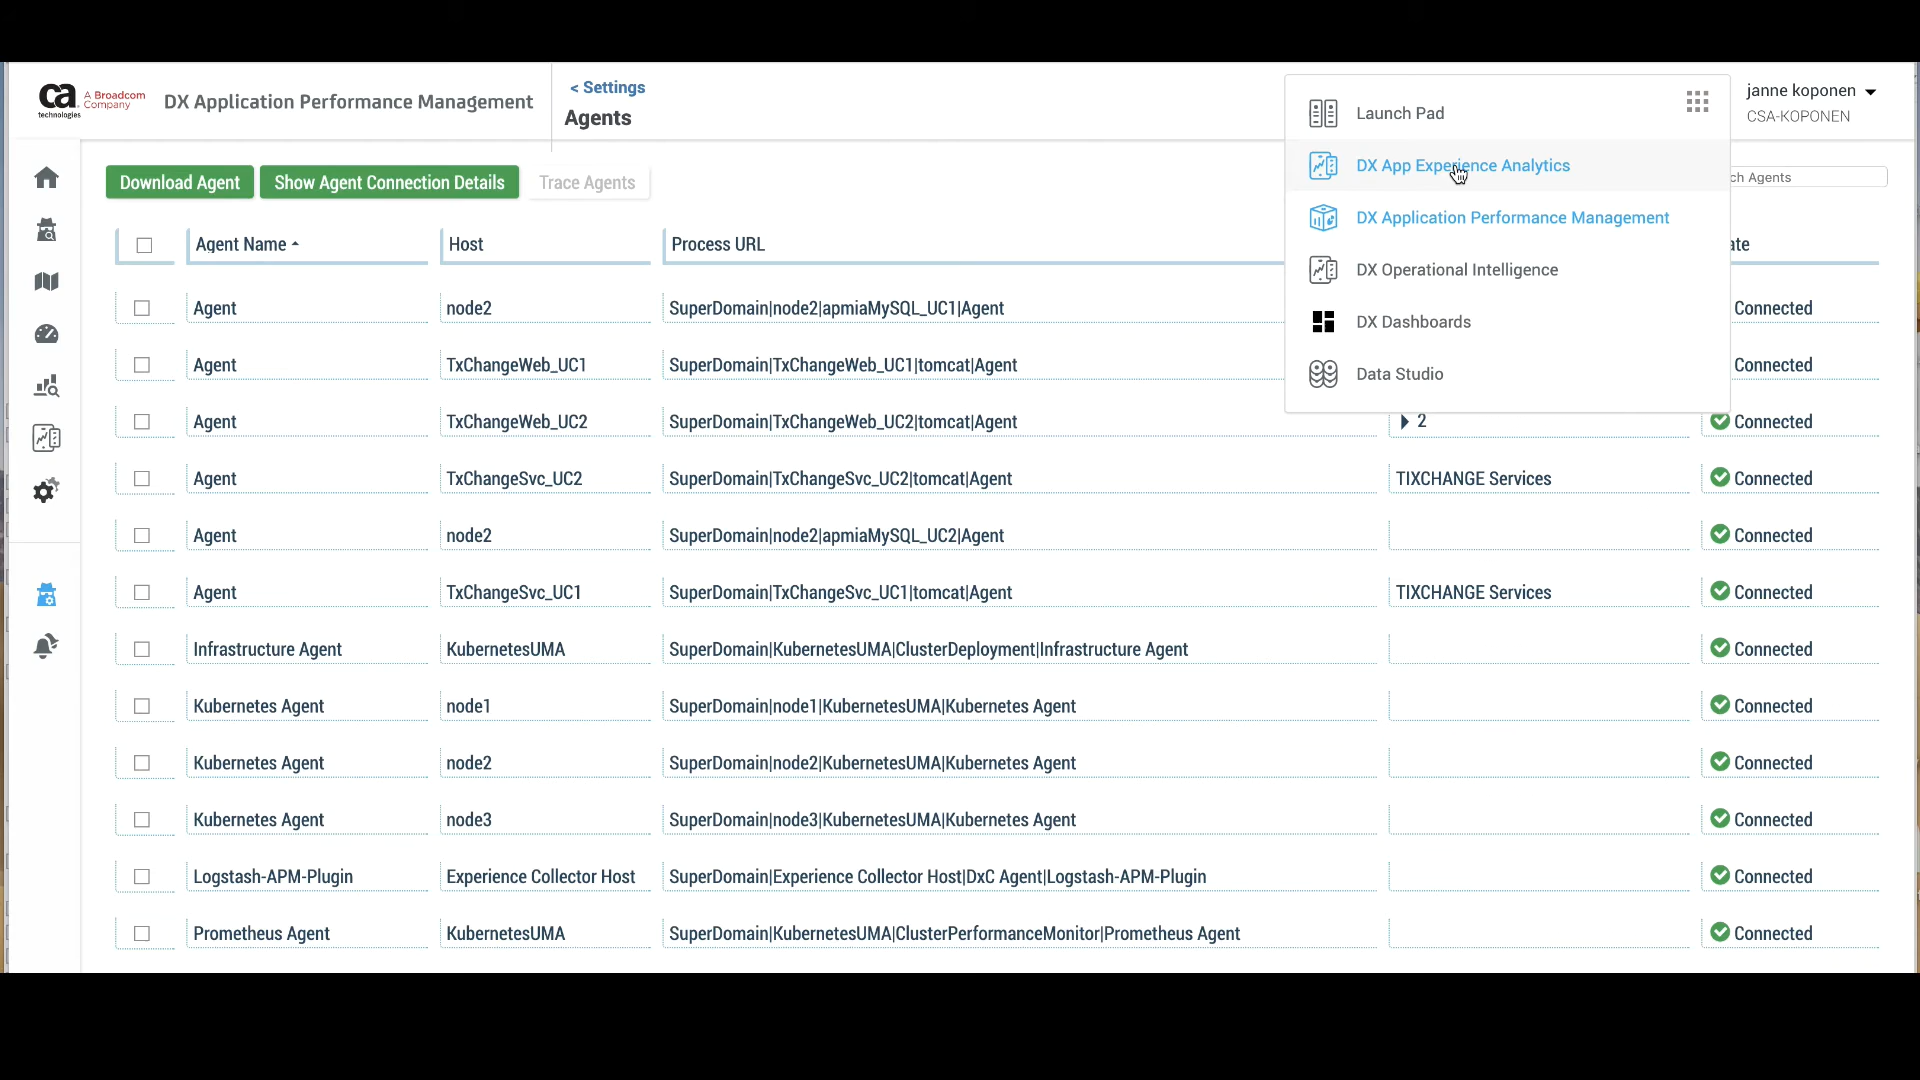 ca
technologies
A Broadcom
Company
DX Application Performance Management
< Settings
Agents
Launch Pad
DX App Experience Analytics
DX Application Performance Management
DX Operational Intelligence
DX Dashboards
Data Studio
janne koponen
CSA-KOPONEN
Download Agent
Show Agent Connection Details
Trace Agents
ch Agents
Agent Name Host Process URL ate
Agent node2 SuperDomain|node2|apmiaMySQL_UC1|Agent Connected
Agent TxChangeWeb_UC1 SuperDomain|TxChangeWeb_UC1|tomcat|Agent Connected
Agent TxChangeWeb_UC2 SuperDomain|TxChangeWeb_UC2|tomcat|Agent 2 Connected
Agent TxChangeSvc_UC2 SuperDomain|TxChangeSvc_UC2|tomcat|Agent TIXCHANGE Services Connected
Agent node2 SuperDomain|node2|apmiaMySQL_UC2|Agent Connected
Agent TxChangeSvc_UC1 SuperDomain|TxChangeSvc_UC1|tomcat|Agent TIXCHANGE Services Connected
Infrastructure Agent KubernetesUMA SuperDomain|KubernetesUMA|ClusterDeployment|Infrastructure Agent Connected
Kubernetes Agent node1 SuperDomain|node1|KubernetesUMA|Kubernetes Agent Connected
Kubernetes Agent node2 SuperDomain|node2|KubernetesUMA|Kubernetes Agent Connected
Kubernetes Agent node3 SuperDomain|node3|KubernetesUMA|Kubernetes Agent Connected
Logstash-APM-Plugin Experience Collector Host SuperDomain|Experience Collector Host|DxC Agent|Logstash-APM-Plugin Connected
Prometheus Agent KubernetesUMA SuperDomain|KubernetesUMA|ClusterPerformanceMonitor|Prometheus Agent Connected